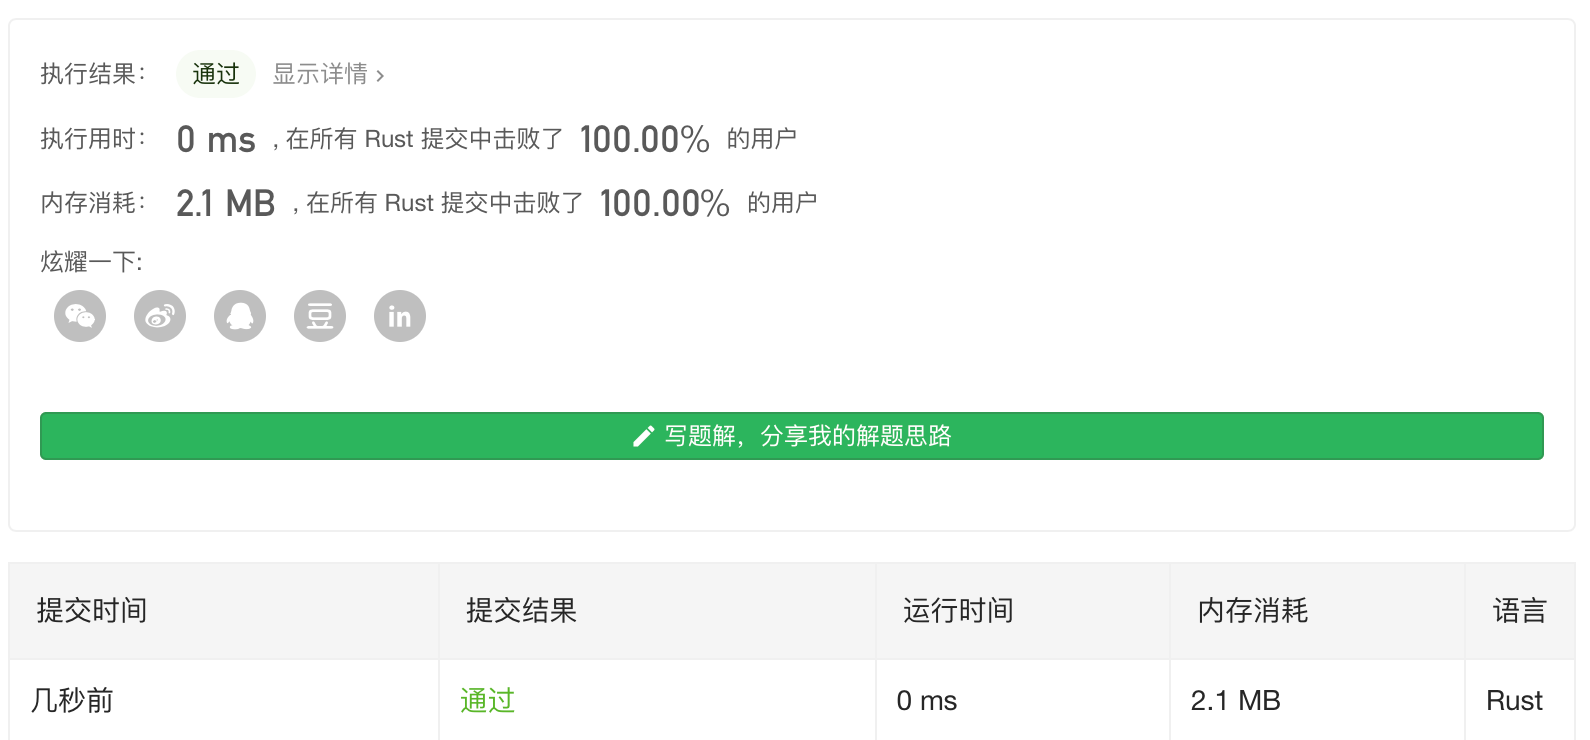 执行结果： 通过 显示详情 ›
执行用时： 0 ms , 在所有 Rust 提交中击败了 100.00% 的用户
内存消耗： 2.1 MB , 在所有 Rust 提交中击败了 100.00% 的用户
炫耀一下:
豆 in
写题解，分享我的解题思路
提交时间 提交结果 运行时间 内存消耗 语言
几秒前 通过 0 ms 2.1 MB Rust